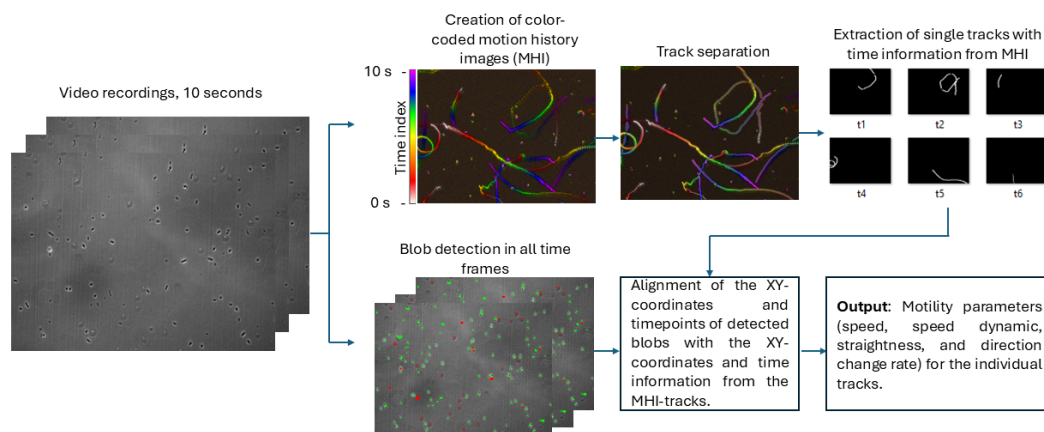 Creation of color-
coded motion history
images (MHI)
Track separation
Extraction of single tracks with
time information from MHI
Video recordings, 10 seconds
10 s
Time index
0 s
t1
t2
t3
t4
t5
t6
Blob detection in all time
frames
Alignment of the XY-
coordinates and
timepoints of detected
blobs with the XY-
coordinates and time
information from the
MHI-tracks.
Output: Motility parameters
(speed, speed dynamic,
straightness, and direction
change rate) for the individual
tracks.